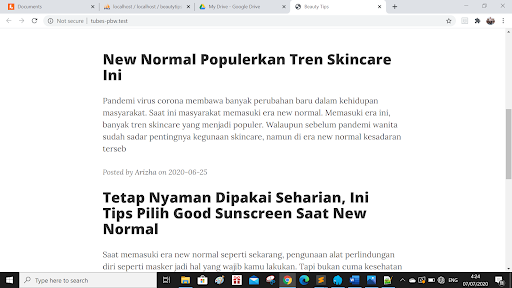 Documents
localhost / localhost / beautytip
My Drive - Google Drive
Beauty Tips
Not secure | tubes-pbw.test
New Normal Populerkan Tren Skincare
Ini
Pandemi virus corona membawa banyak perubahan baru dalam kehidupan
masyarakat. Saat ini masyarakat memasuki era new normal. Memasuki era ini,
banyak tren skincare yang menjadi populer. Walaupun sebelum pandemi wanita
sudah sadar pentingnya kegunaan skincare, namun di era new normal kesadaran
terseb
Posted by Arizha on 2020-06-25
Tetap Nyaman Dipakai Seharian, Ini
Tips Pilih Good Sunscreen Saat New
Normal
Saat memasuki era new normal seperti sekarang, pengunaan alat perlindungan
diri seperti masker jadi hal yang wajib kamu lakukan. Tapi bukan cuma kesehatan
Type here to search
ENG
4:24
07/07/2020